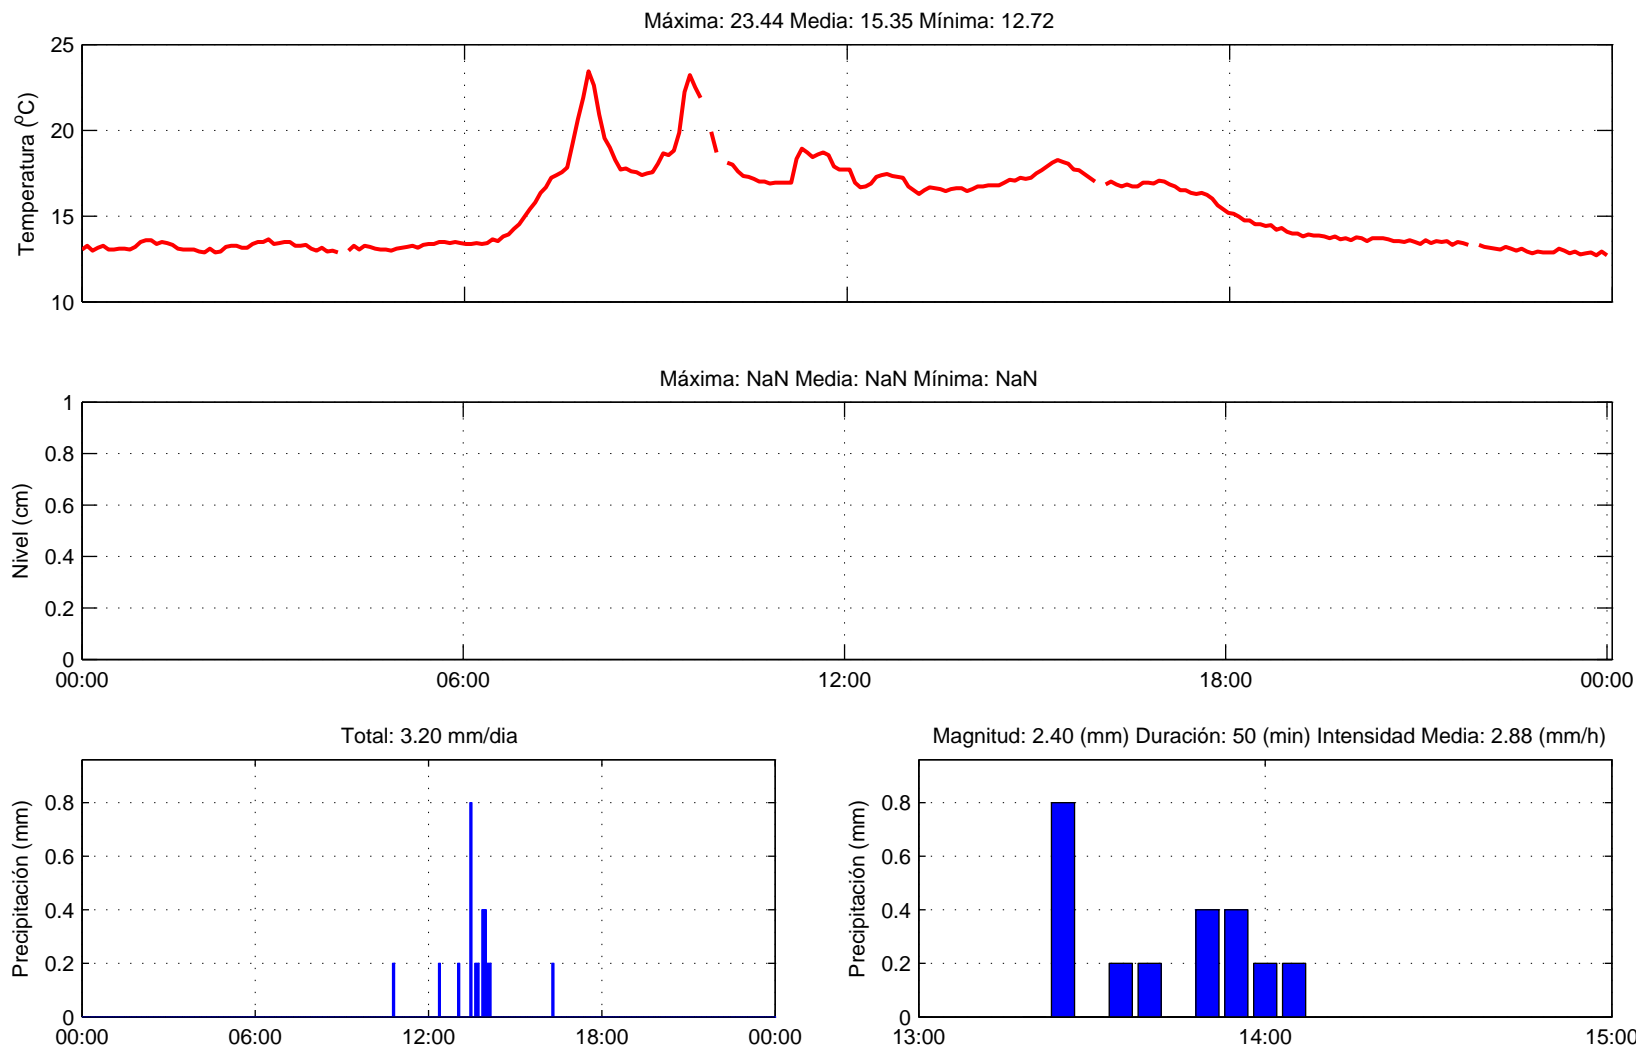 Máxima: 23.44 Media: 15.35 Mínima: 12.72
Temperatura (ºC)
25
20
15
10
Máxima: NaN Media: NaN Mínima: NaN
Nivel (cm)
1
0.8
0.6
0.4
0.2
0
00:00 06:00 12:00 18:00 00:00
Total: 3.20 mm/dia
Precipitación (mm)
0.8
0.6
0.4
0.2
0
00:00 06:00 12:00 18:00 00:00
Magnitud: 2.40 (mm) Duración: 50 (min) Intensidad Media: 2.88 (mm/h)
Precipitación (mm)
0.8
0.6
0.4
0.2
0
13:00 14:00 15:00